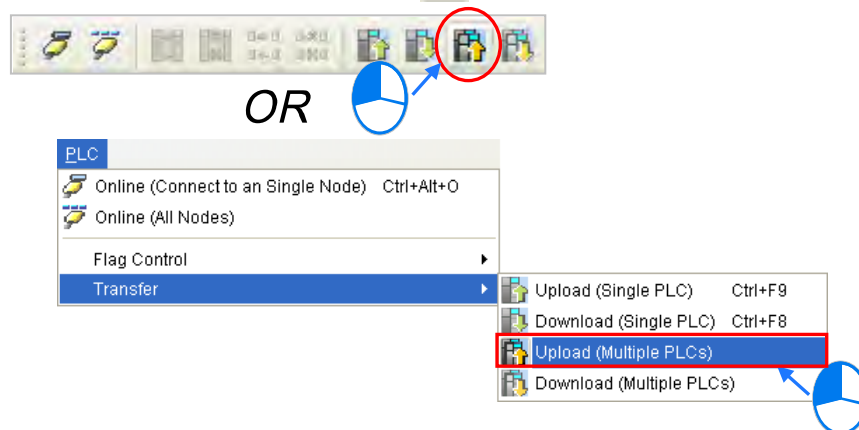 OR
PLC
Online (Connect to an Single Node) Ctrl+Alt+O
Online (All Nodes)
Flag Control
Transfer
Upload (Single PLC) Ctrl+F9
Download (Single PLC) Ctrl+F8
Upload (Multiple PLCs)
Download (Multiple PLCs)